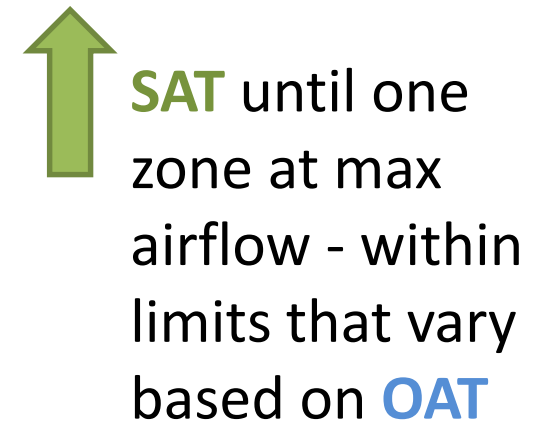 SAT until one
zone at max
airflow - within
limits that vary
based on OAT